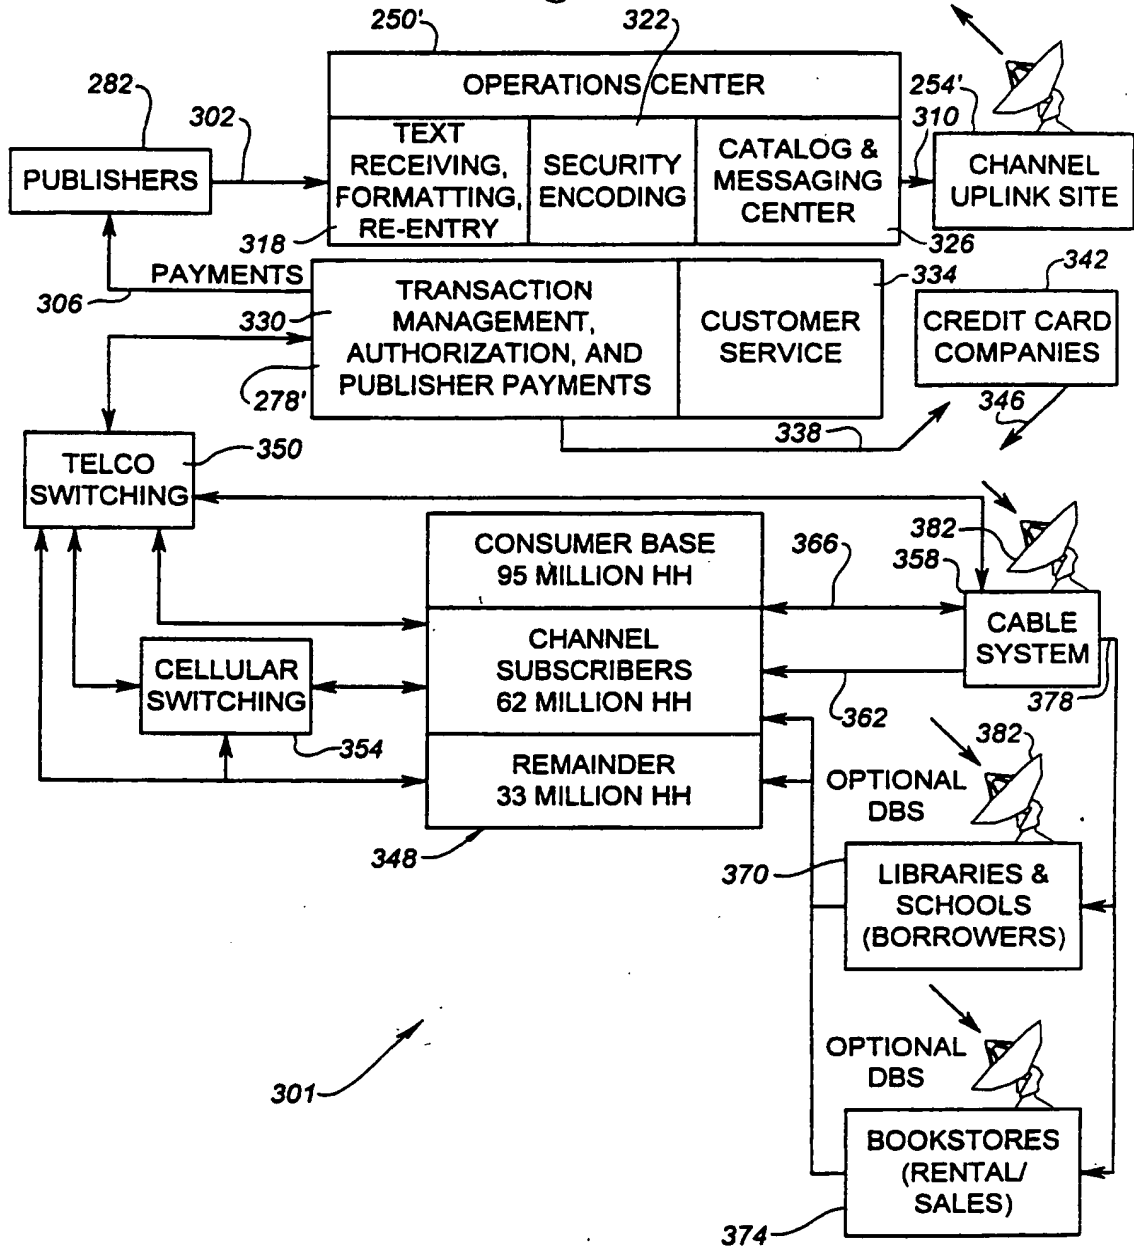 250'
322
OPERATIONS CENTER
282
302
254'
310
PUBLISHERS
TEXT
RECEIVING,
FORMATTING,
RE-ENTRY
318
SECURITY
ENCODING
CATALOG &
MESSAGING
CENTER
326
CHANNEL
UPLINK SITE
PAYMENTS
306
330
TRANSACTION
MANAGEMENT,
AUTHORIZATION, AND
PUBLISHER PAYMENTS
278'
334
CUSTOMER
SERVICE
342
CREDIT CARD
COMPANIES
346
338
TELCO
SWITCHING
350
CONSUMER BASE
95 MILLION HH
366
382
358
CHANNEL
SUBSCRIBERS
62 MILLION HH
CABLE
SYSTEM
CELLULAR
SWITCHING
354
362
378
REMAINDER
33 MILLION HH
348
382
OPTIONAL
DBS
370
LIBRARIES &
SCHOOLS
(BORROWERS)
301
OPTIONAL
DBS
BOOKSTORES
(RENTAL/
SALES)
374